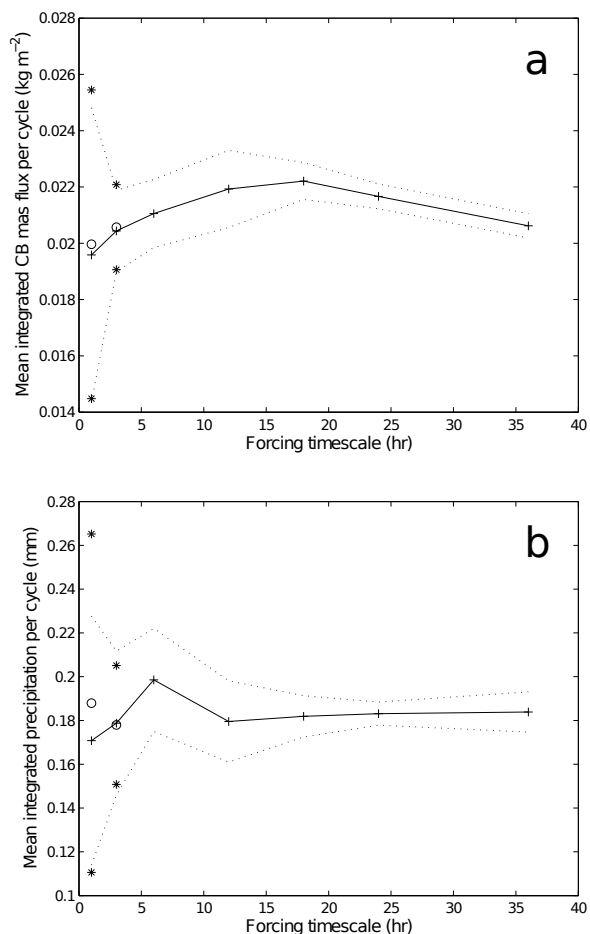 a
Mean integrated CB mas flux per cycle (kg m⁻²)
0.028
0.026
0.024
0.022
0.02
0.018
0.016
0.014
0 5 10 15 20 25 30 35 40
Forcing timescale (hr)
b
Mean integrated precipitation per cycle (mm)
0.28
0.26
0.24
0.22
0.2
0.18
0.16
0.14
0.12
0.1
0 5 10 15 20 25 30 35 40
Forcing timescale (hr)